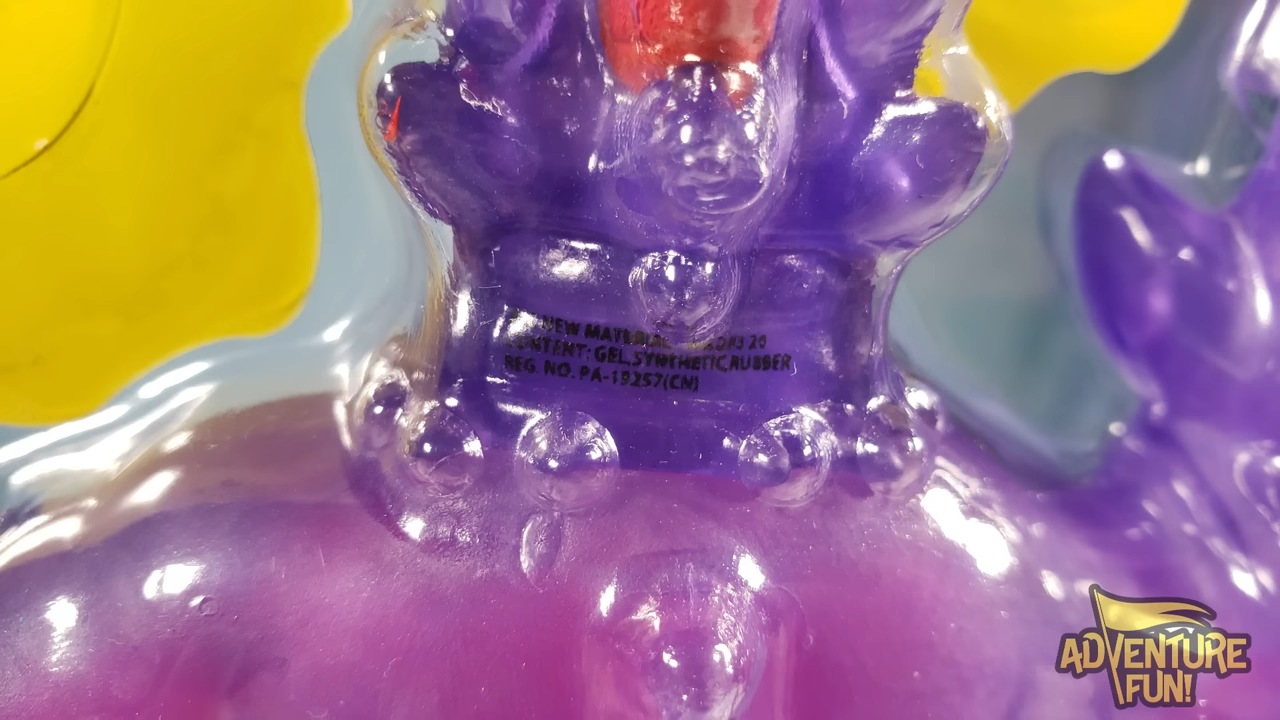 NEW MATERIAL
CONTENT: GEL,SYNTHETIC,RUBBER
REG. NO. PA-19257(CN)
ADVENTURE
FUN!